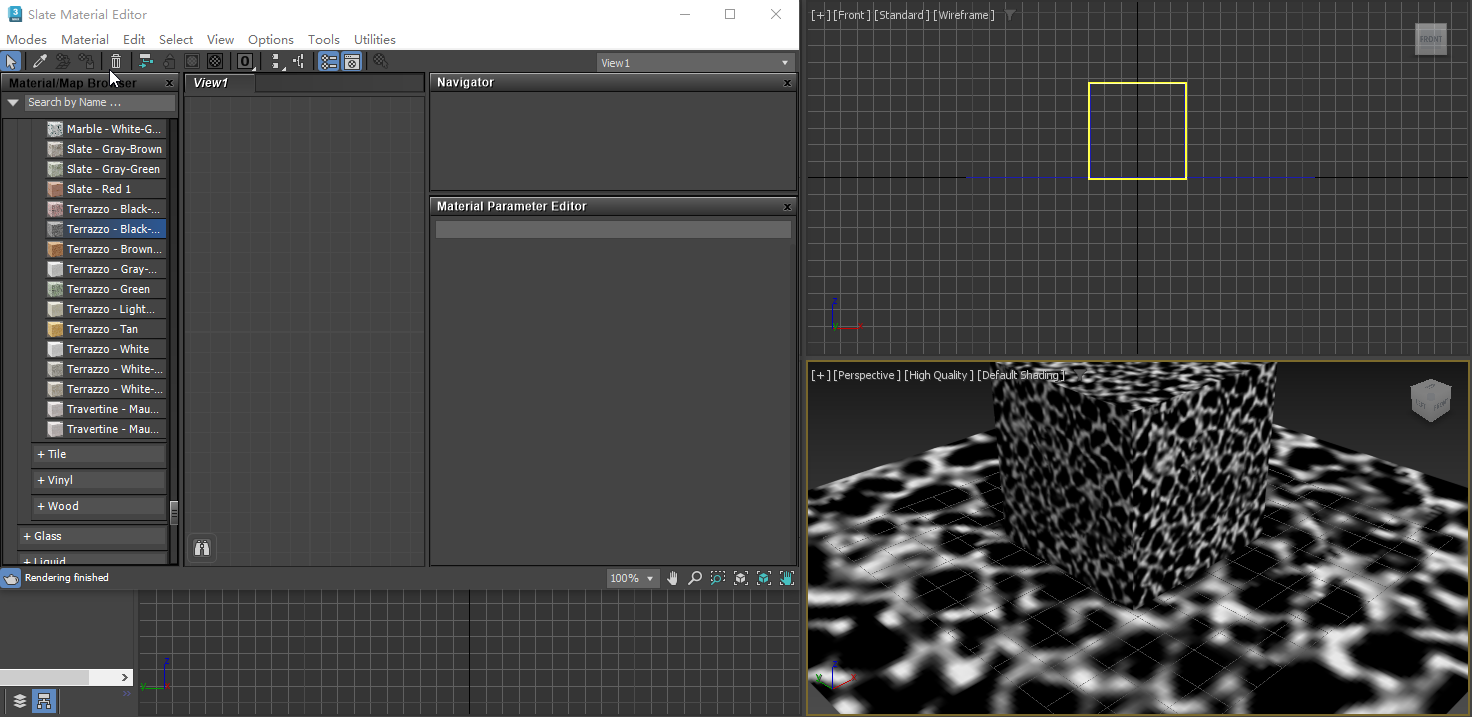 Slate Material Editor
Modes Material Edit Select View Options Tools Utilities
0
View1
Material/Map Browser x
Search by Name ...
Marble - White-G...
Slate - Gray-Brown
Slate - Gray-Green
Slate - Red 1
Terrazzo - Black-...
Terrazzo - Black-...
Terrazzo - Brown...
Terrazzo - Gray-...
Terrazzo - Green
Terrazzo - Light...
Terrazzo - Tan
Terrazzo - White
Terrazzo - White-...
Terrazzo - White-...
Travertine - Mau...
Travertine - Mau...
+ Tile
+ Vinyl
+ Wood
+ Glass
+ Liquid
View1
Navigator x
Material Parameter Editor x
Rendering finished
100%
z
y
[+] [Front ] [Standard ] [Wireframe ]
FRONT
z
[+] [Perspective ] [High Quality ] [Default Shading ]
FRONT
z
y
x